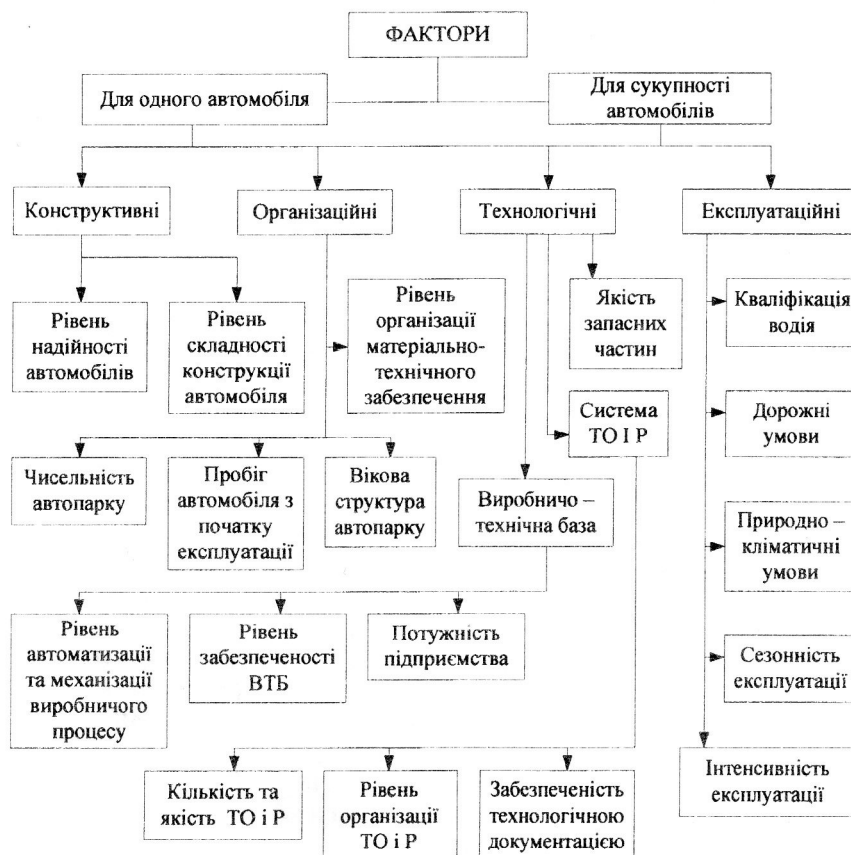 ФАКТОРИ
Для одного автомобіля
Для сукупності
автомобілів
Конструктивні
Організаційні
Технологічні
Експлуатаційні
Рівень
надійності
автомобілів
Рівень
складності
конструкції
автомобіля
Рівень
організації
матеріально-
технічного
забезпечення
Якість
запасних
частин
Кваліфікація
водія
Система
ТО І Р
Дорожні
умови
Чисельність
автопарку
Пробіг
автомобіля з
початку
експлуатації
Вікова
структура
автопарку
Виробничо –
технічна база
Природно –
кліматичні
умови
Рівень
автоматизації
та механізації
виробничого
процесу
Рівень
забезпеченості
ВТБ
Потужність
підприємства
Сезонність
експлуатації
Кількість та
якість ТО і Р
Рівень
організації
ТО і Р
Забезпеченість
технологічною
документацією
Інтенсивність
експлуатації